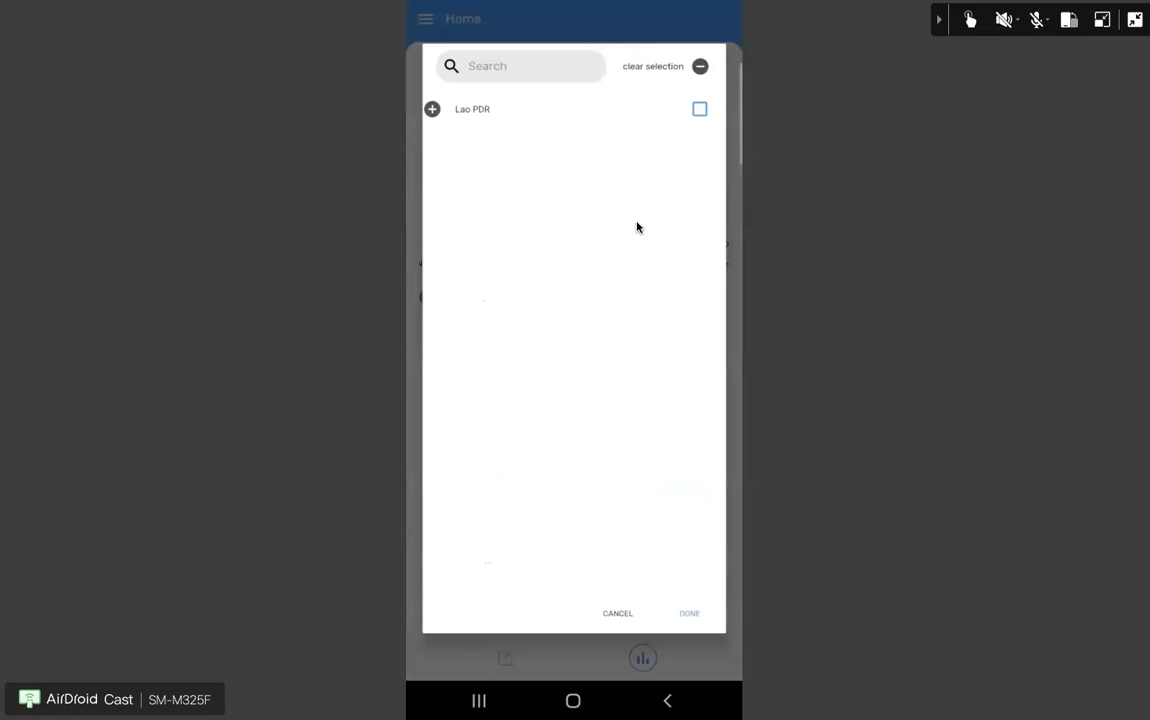 Home
Search
clear selection
Lao PDR
CANCEL
DONE
AirDroid Cast | SM-M325F